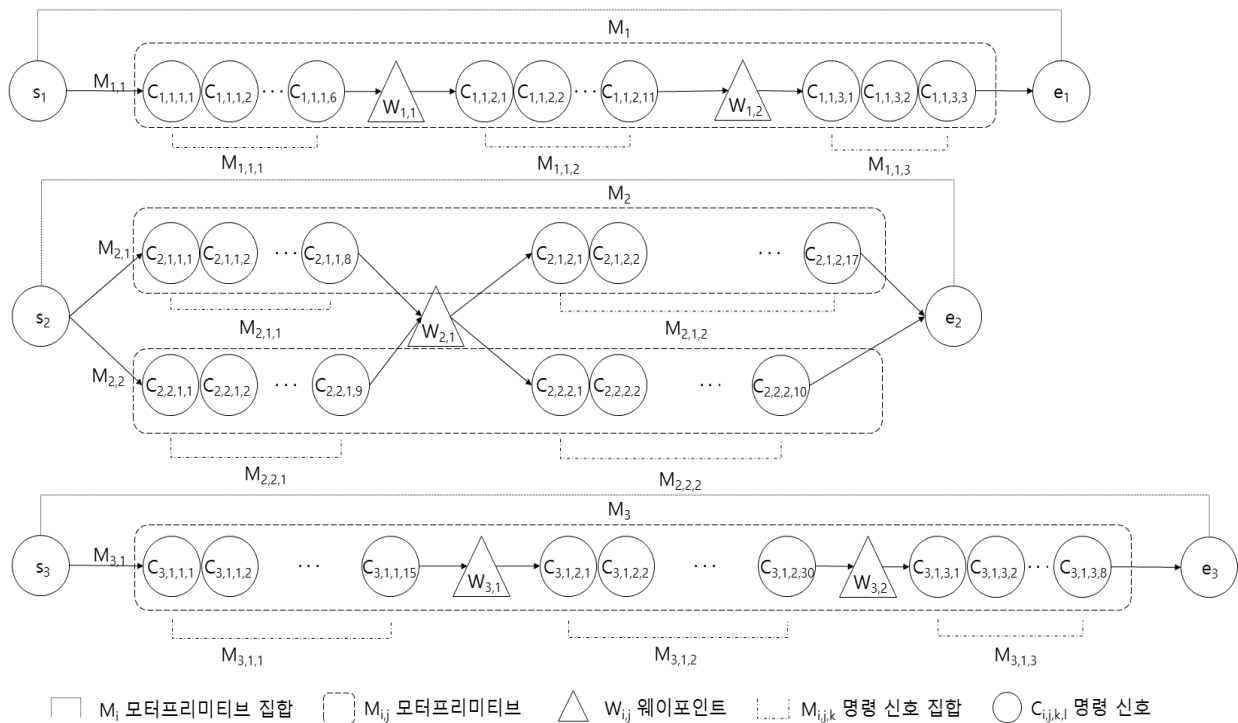 M1
s1 M1,1 C1,1,1,1 C1,1,1,2 ··· C1,1,1,6 W1,1 C1,1,2,1 C1,1,2,2 ··· C1,1,2,11 W1,2 C1,1,3,1 C1,1,3,2 C1,1,3,3 e1
M1,1,1 M1,1,2 M1,1,3
M2
M2,1 C2,1,1,1 C2,1,1,2 ··· C2,1,1,8 C2,1,2,1 C2,1,2,2 ··· C2,1,2,17
M2,1,1 M2,1,2
s2 W2,1 e2
M2,2 C2,2,1,1 C2,2,1,2 ··· C2,2,1,9 C2,2,2,1 C2,2,2,2 ··· C2,2,2,10
M2,2,1 M2,2,2
M3
s3 M3,1 C3,1,1,1 C3,1,1,2 ··· C3,1,1,15 W3,1 C3,1,2,1 C3,1,2,2 ··· C3,1,2,30 W3,2 C3,1,3,1 C3,1,3,2 ··· C3,1,3,8 e3
M3,1,1 M3,1,2 M3,1,3
Mi 모터프리미티브 집합 Mi,j 모터프리미티브 Wi,j 웨이포인트 Mi,j,k 명령 신호 집합 Ci,j,k,l 명령 신호